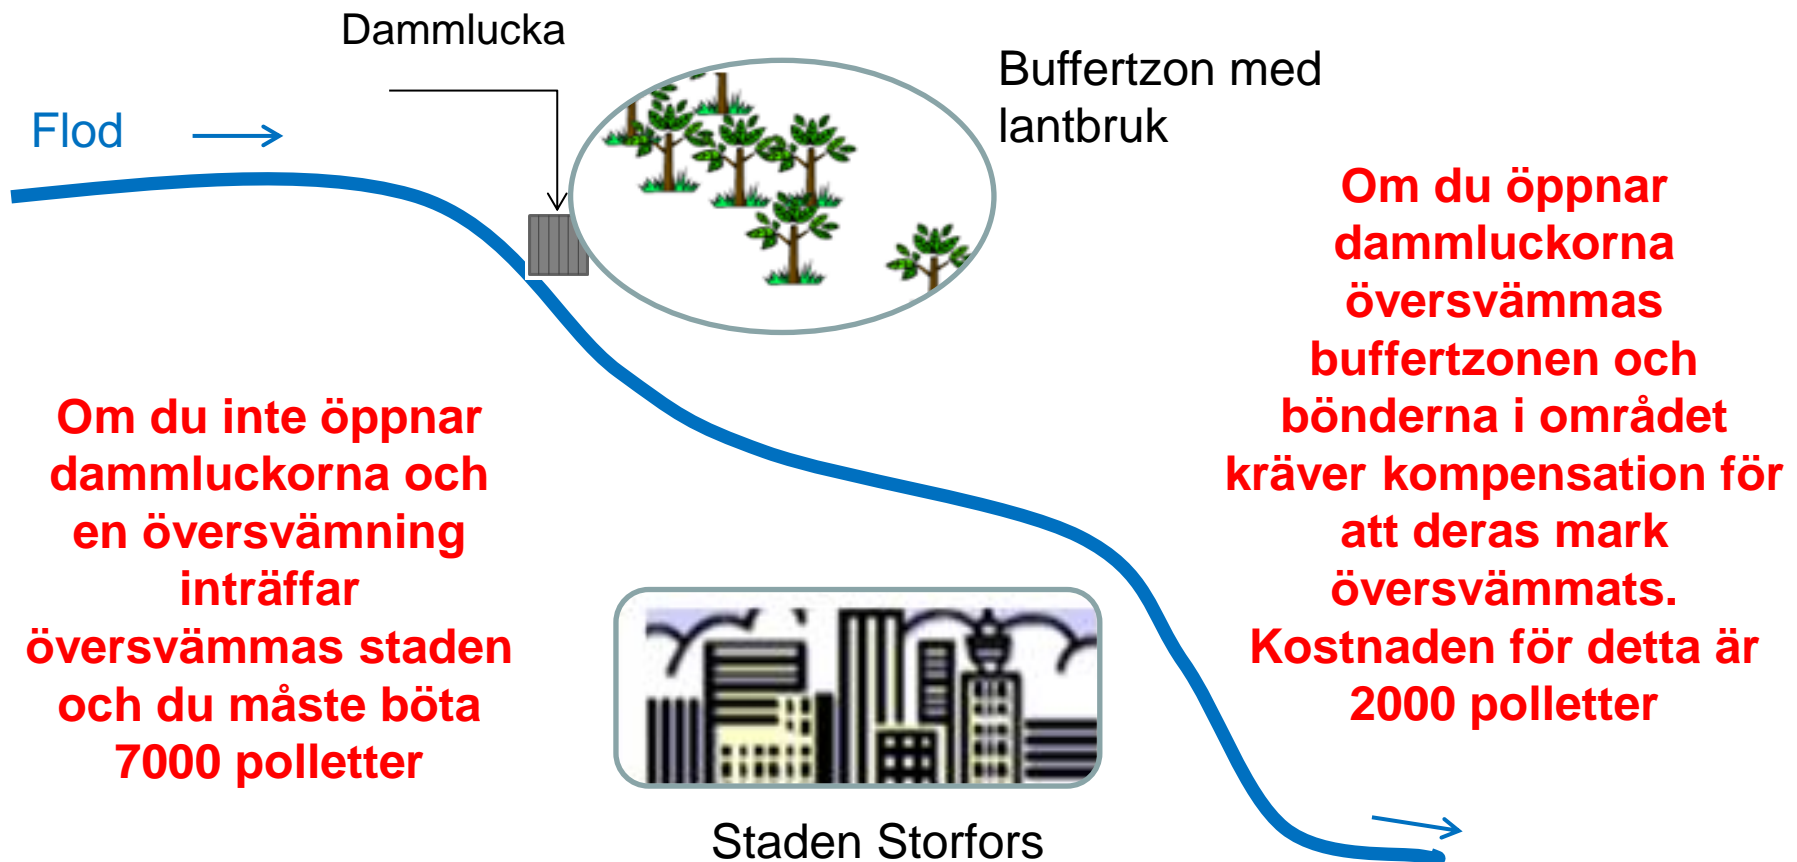 Dammlucka
Buffertzon med
lantbruk
Flod
Om du öppnar
dammluckorna
översvämmas
buffertzonen och
bönderna i området
kräver kompensation för
att deras mark
översvämmats.
Kostnaden för detta är
2000 polletter
Om du inte öppnar
dammluckorna och
en översvämning
inträffar
översvämmas staden
och du måste böta
7000 polletter
Staden Storfors